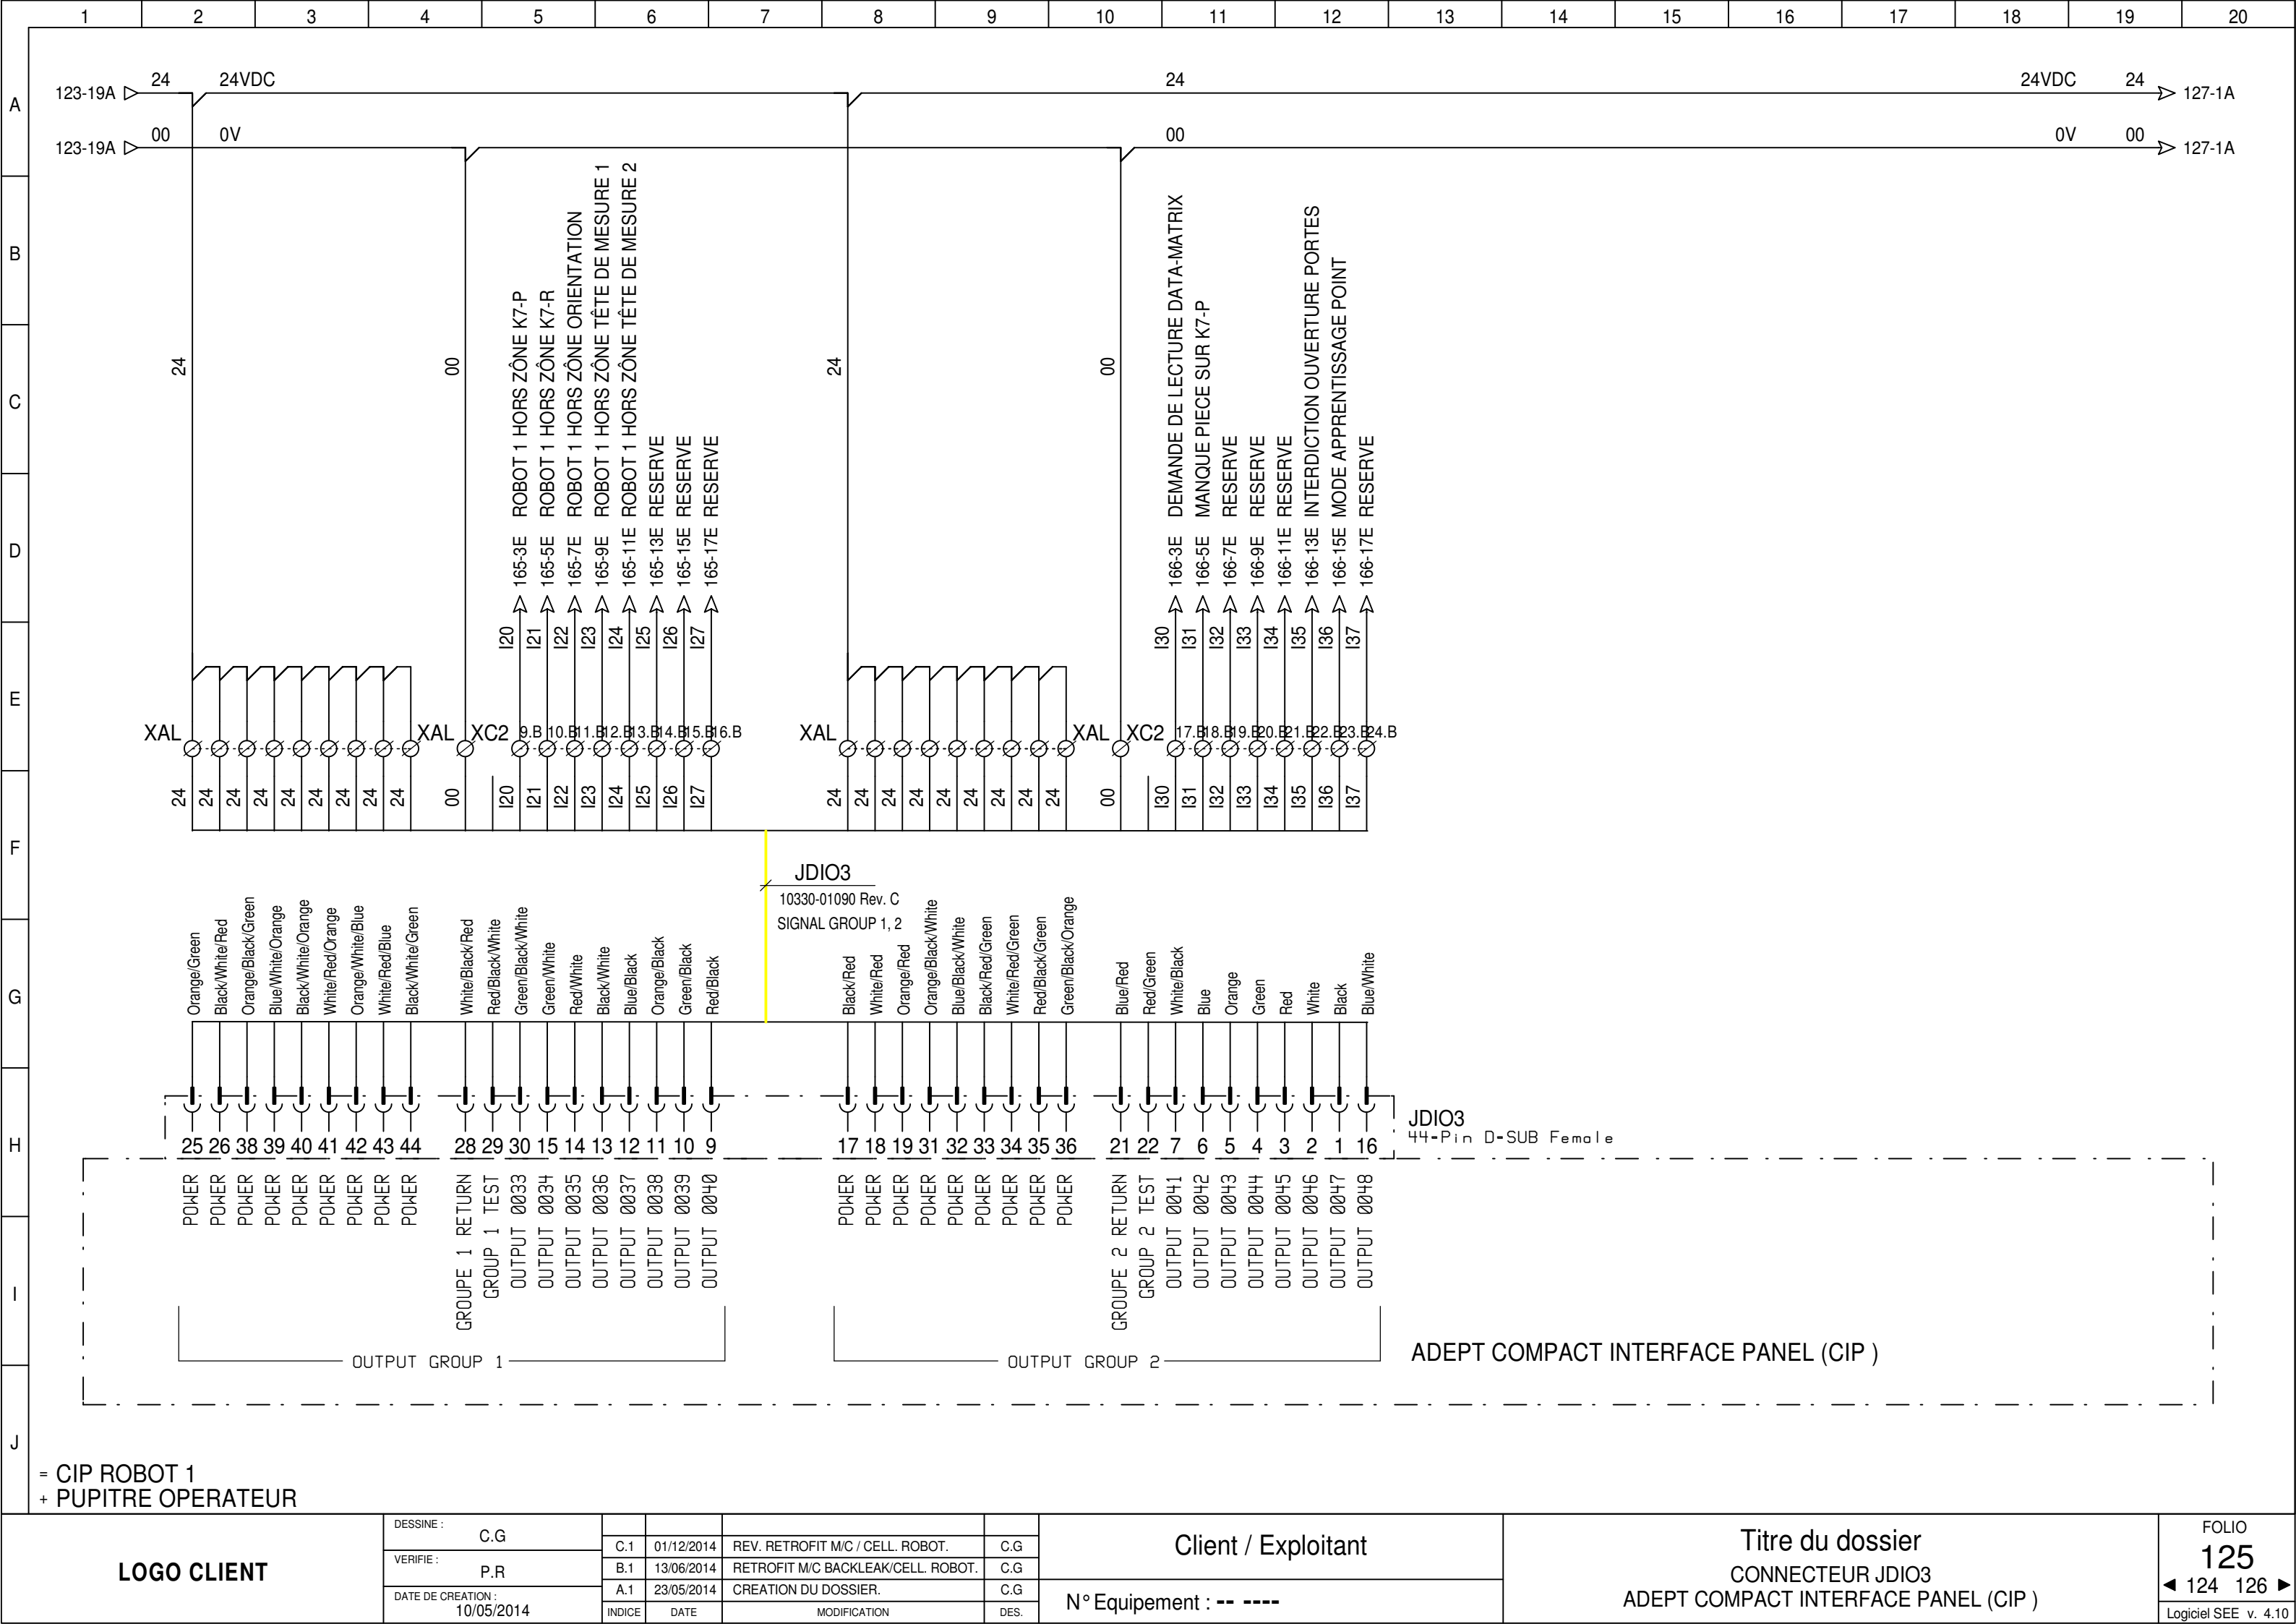 1 2 3 4 5 6 7 8 9 10 11 12 13 14 15 16 17 18 19 20
A
B
C
D
E
F
G
H
I
J
123-19A 24 24VDC 24 24VDC 24 127-1A
123-19A 00 0V 00 0V 00 127-1A
24 00 24 00
165-3E ROBOT 1 HORS ZÔNE K7-P
165-5E ROBOT 1 HORS ZÔNE K7-R
165-7E ROBOT 1 HORS ZÔNE ORIENTATION
165-9E ROBOT 1 HORS ZÔNE TÊTE DE MESURE 1
165-11E ROBOT 1 HORS ZÔNE TÊTE DE MESURE 2
165-13E RESERVE
165-15E RESERVE
165-17E RESERVE
166-3E DEMANDE DE LECTURE DATA-MATRIX
166-5E MANQUE PIECE SUR K7-P
166-7E RESERVE
166-9E RESERVE
166-11E RESERVE
166-13E INTERDICTION OUVERTURE PORTES
166-15E MODE APPRENTISSAGE POINT
166-17E RESERVE
I20 I21 I22 I23 I24 I25 I26 I27
I30 I31 I32 I33 I34 I35 I36 I37
XAL XAL XC2 9.B 10.B 11.B 12.B 13.B 14.B 15.B 16.B
XAL XAL XC2 17.B 18.B 19.B 20.B 21.B 22.B 23.B 24.B
24 24 24 24 24 24 24 24 24 00 I20 I21 I22 I23 I24 I25 I26 I27
24 24 24 24 24 24 24 24 24 00 I30 I31 I32 I33 I34 I35 I36 I37
JDIO3
10330-01090 Rev. C
SIGNAL GROUP 1, 2
Orange/Green
Black/White/Red
Orange/Black/Green
Blue/White/Orange
Black/White/Orange
White/Red/Orange
Orange/White/Blue
White/Red/Blue
Black/White/Green
White/Black/Red
Red/Black/White
Green/Black/White
Green/White
Red/White
Black/White
Blue/Black
Orange/Black
Green/Black
Red/Black
Black/Red
White/Red
Orange/Red
Orange/Black/White
Blue/Black/White
Black/Red/Green
White/Red/Green
Red/Black/Green
Green/Black/Orange
Blue/Red
Red/Green
White/Black
Blue
Orange
Green
Red
White
Black
Blue/White
JDIO3
44-Pin D-SUB Female
25 26 38 39 40 41 42 43 44 28 29 30 15 14 13 12 11 10 9
17 18 19 31 32 33 34 35 36 21 22 7 6 5 4 3 2 1 16
POWER
POWER
POWER
POWER
POWER
POWER
POWER
POWER
POWER
GROUPE 1 RETURN
GROUP 1 TEST
OUTPUT 0033
OUTPUT 0034
OUTPUT 0035
OUTPUT 0036
OUTPUT 0037
OUTPUT 0038
OUTPUT 0039
OUTPUT 0040
POWER
POWER
POWER
POWER
POWER
POWER
POWER
POWER
POWER
GROUPE 2 RETURN
GROUP 2 TEST
OUTPUT 0041
OUTPUT 0042
OUTPUT 0043
OUTPUT 0044
OUTPUT 0045
OUTPUT 0046
OUTPUT 0047
OUTPUT 0048
OUTPUT GROUP 1
OUTPUT GROUP 2
ADEPT COMPACT INTERFACE PANEL (CIP )
= CIP ROBOT 1
+ PUPITRE OPERATEUR
LOGO CLIENT
DESSINE :
C.G
VERIFIE :
P.R
DATE DE CREATION :
10/05/2014
C.1 01/12/2014 REV. RETROFIT M/C / CELL. ROBOT. C.G
B.1 13/06/2014 RETROFIT M/C BACKLEAK/CELL. ROBOT. C.G
A.1 23/05/2014 CREATION DU DOSSIER. C.G
INDICE DATE MODIFICATION DES.
Client / Exploitant
N° Equipement : -- ----
Titre du dossier
CONNECTEUR JDIO3
ADEPT COMPACT INTERFACE PANEL (CIP )
FOLIO
125
124 126
Logiciel SEE v. 4.10